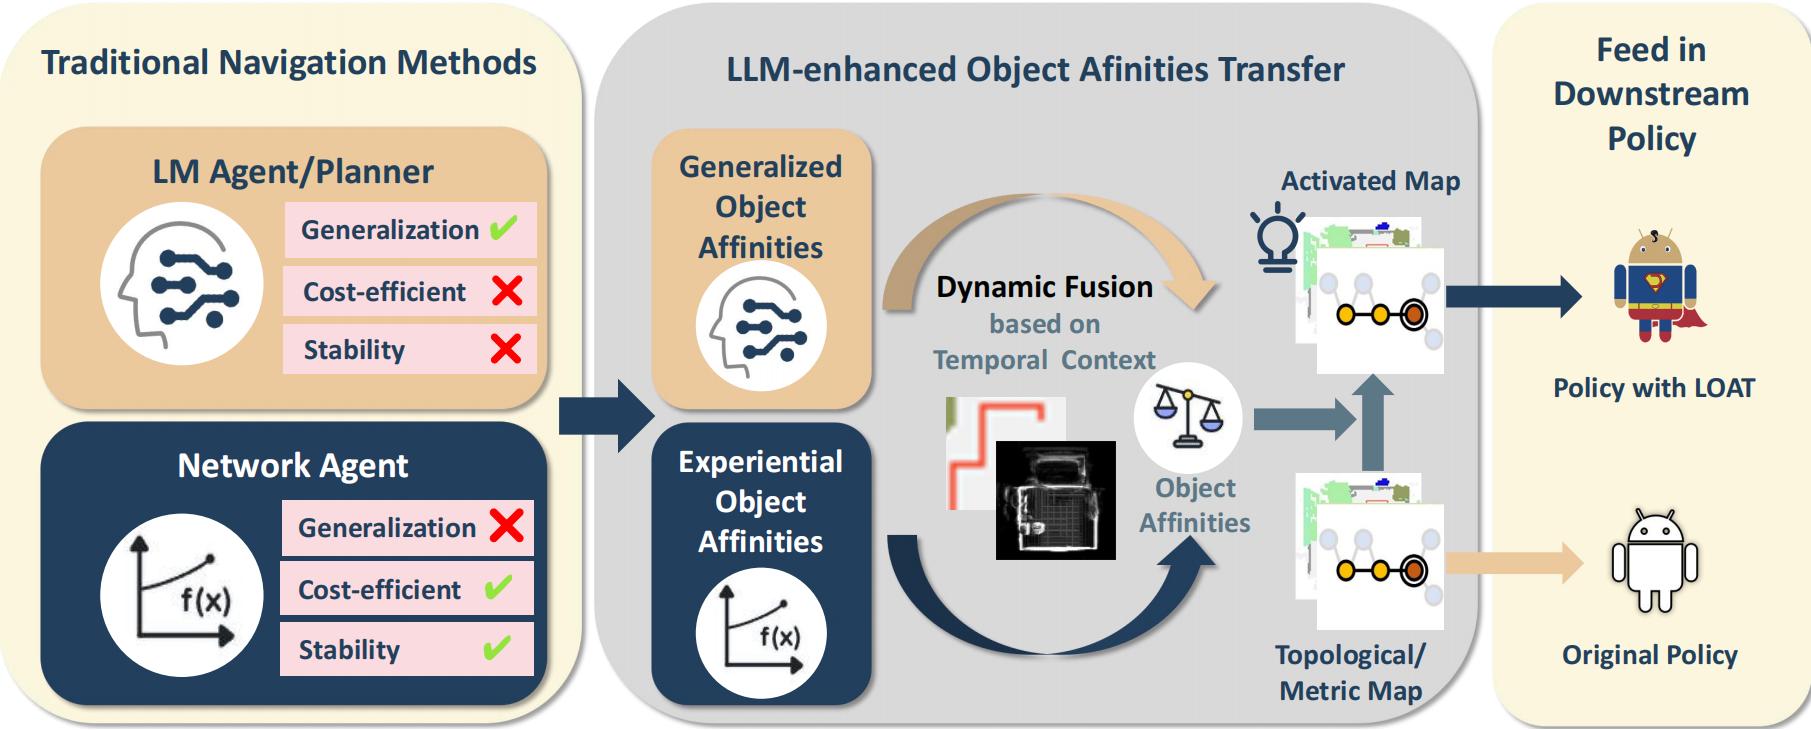 Traditional Navigation Methods
LM Agent/Planner
Generalization
Cost-efficient
Stability
Network Agent
Generalization
Cost-efficient
Stability
f(x)
LLM-enhanced Object Afinities Transfer
Generalized
Object
Affinities
Experiential
Object
Affinities
f(x)
Dynamic Fusion
based on
Temporal Context
Object
Affinities
Activated Map
Topological/
Metric Map
Feed in
Downstream
Policy
Policy with LOAT
Original Policy